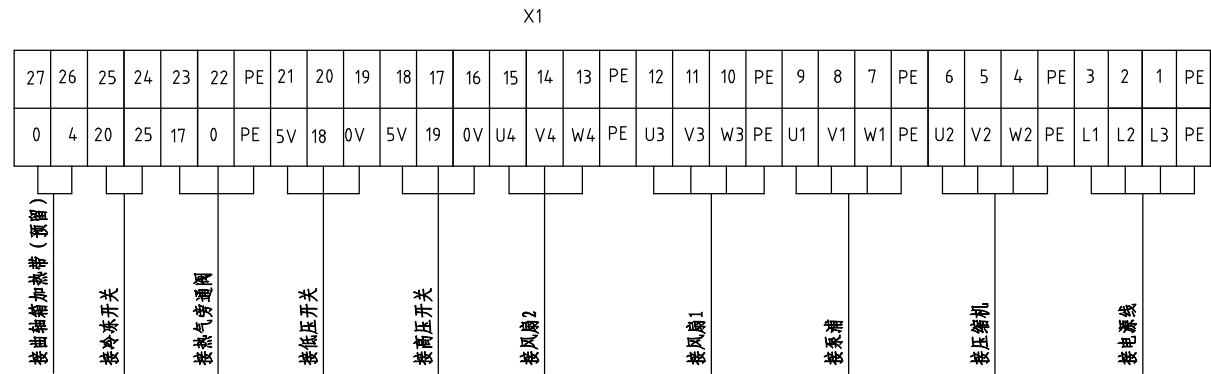 X1
27 26 25 24 23 22 PE 21 20 19 18 17 16 15 14 13 PE 12 11 10 PE 9 8 7 PE 6 5 4 PE 3 2 1 PE
0 4 20 25 17 0 PE 5V 18 0V 5V 19 0V U4 V4 W4 PE U3 V3 W3 PE U1 V1 W1 PE U2 V2 W2 PE L1 L2 L3 PE
接曲轴箱加热带(预留)
接冷冻开关
接热气旁通阀
接低压开关
接高压开关
接风扇2
接风扇1
接泵浦
接压缩机
接电源线